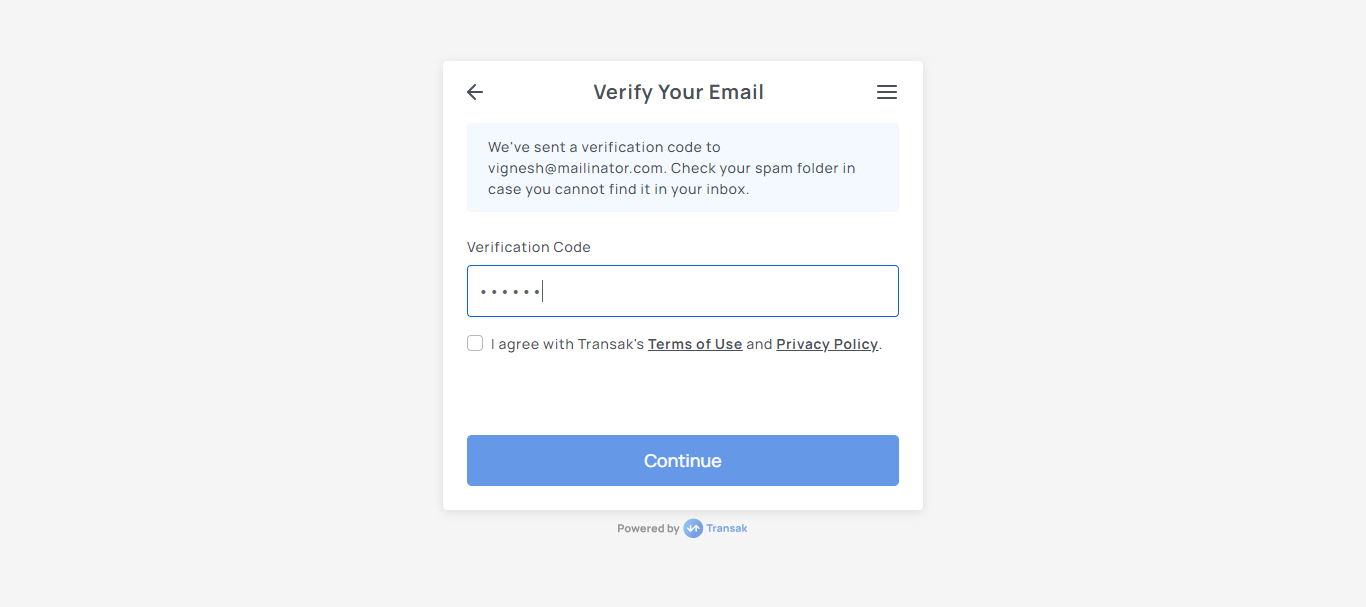 Verify Your Email
We've sent a verification code to
vignesh@mailinator.com. Check your spam folder in
case you cannot find it in your inbox.
Verification Code
••••••
I agree with Transak's Terms of Use and Privacy Policy.
Continue
Powered by Transak